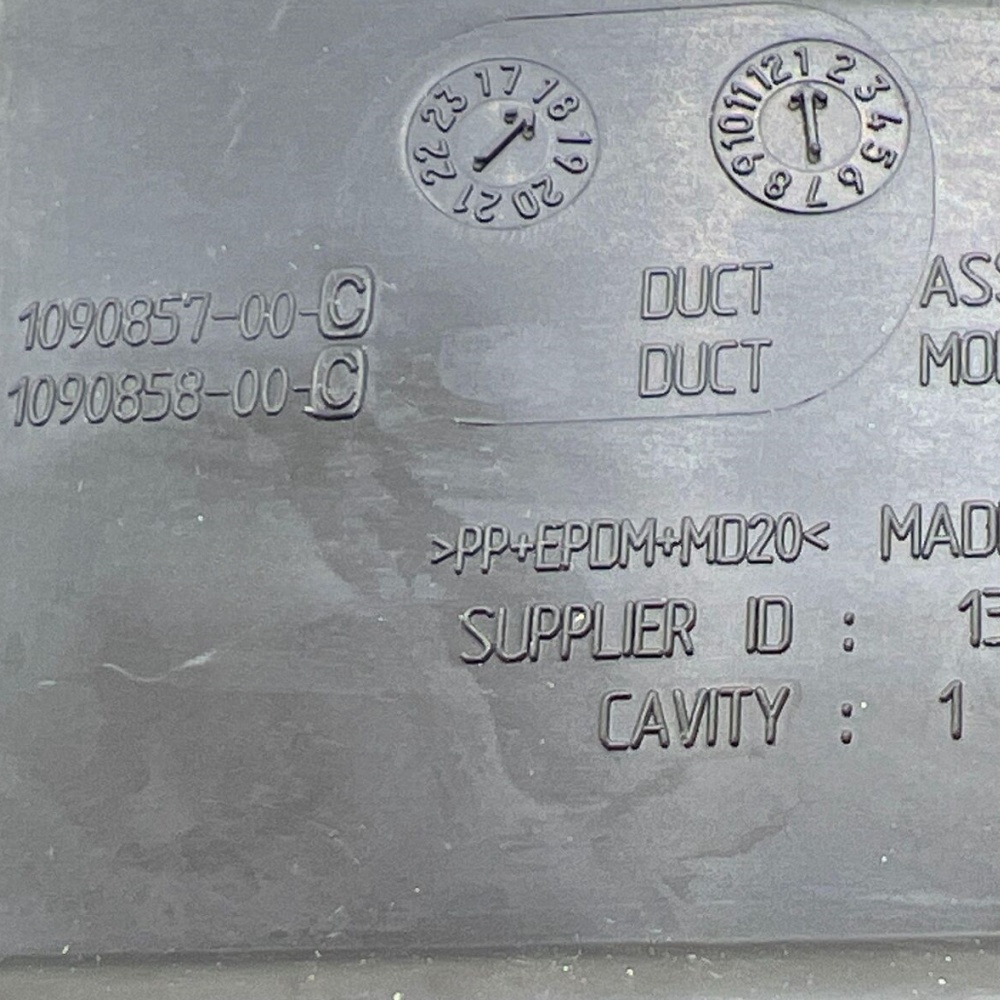 17 18 19 20 21 22 23
1 2 3 4 5 6 7 8 9 10 11 12
1090857-00-C DUCT
1090858-00-C DUCT
>PP+EPDM+MD20<
SUPPLIER ID :
CAVITY : 1